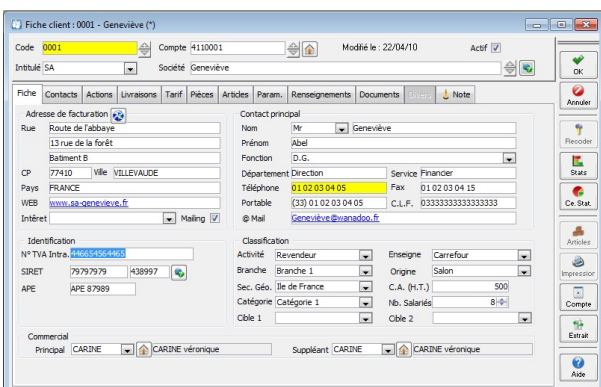 Fiche client : 0001 - Geneviève (*)
Code 0001 Compte 4110001 Modifié le : 22/04/10 Actif
Intitulé SA Société Geneviève
Fiche Contacts Actions Livraisons Tarif Pièces Articles Param. Renseignements Documents Divers Note
Adresse de facturation Contact principal
Rue Route de l'abbaye Nom Mr Geneviève
13 rue de la forêt Prénom Abel
Batiment B Fonction D.G.
CP 77410 Ville VILLEVAUDE Département Direction Service Financier
Pays FRANCE Téléphone 01 02 03 04 05 Fax 01 02 03 04 15
WEB www.sa-genevieve.fr Portable (33) 01 02 03 04 05 C.L.F. 03333333333333333
Intêret Mailing @ Mail Geneviève@wanadoo.fr
Identification Classification
N° TVA Intra. 446654564465 Activité Revendeur Enseigne Carrefour
SIRET 79797979 438997 Branche Branche 1 Origine Salon
APE APE 87989 Sec. Géo. Ile de France C.A. (H.T.) 500
Catégorie Catégorie 1 Nb. Salariés 8
Cible 1 Cible 2
Commercial
Principal CARINE CARINE véronique Suppléant CARINE CARINE véronique
OK
Annuler
Recoder
Stats
Ce. Stat.
Articles
Impression
Compte
Extrait
Aide